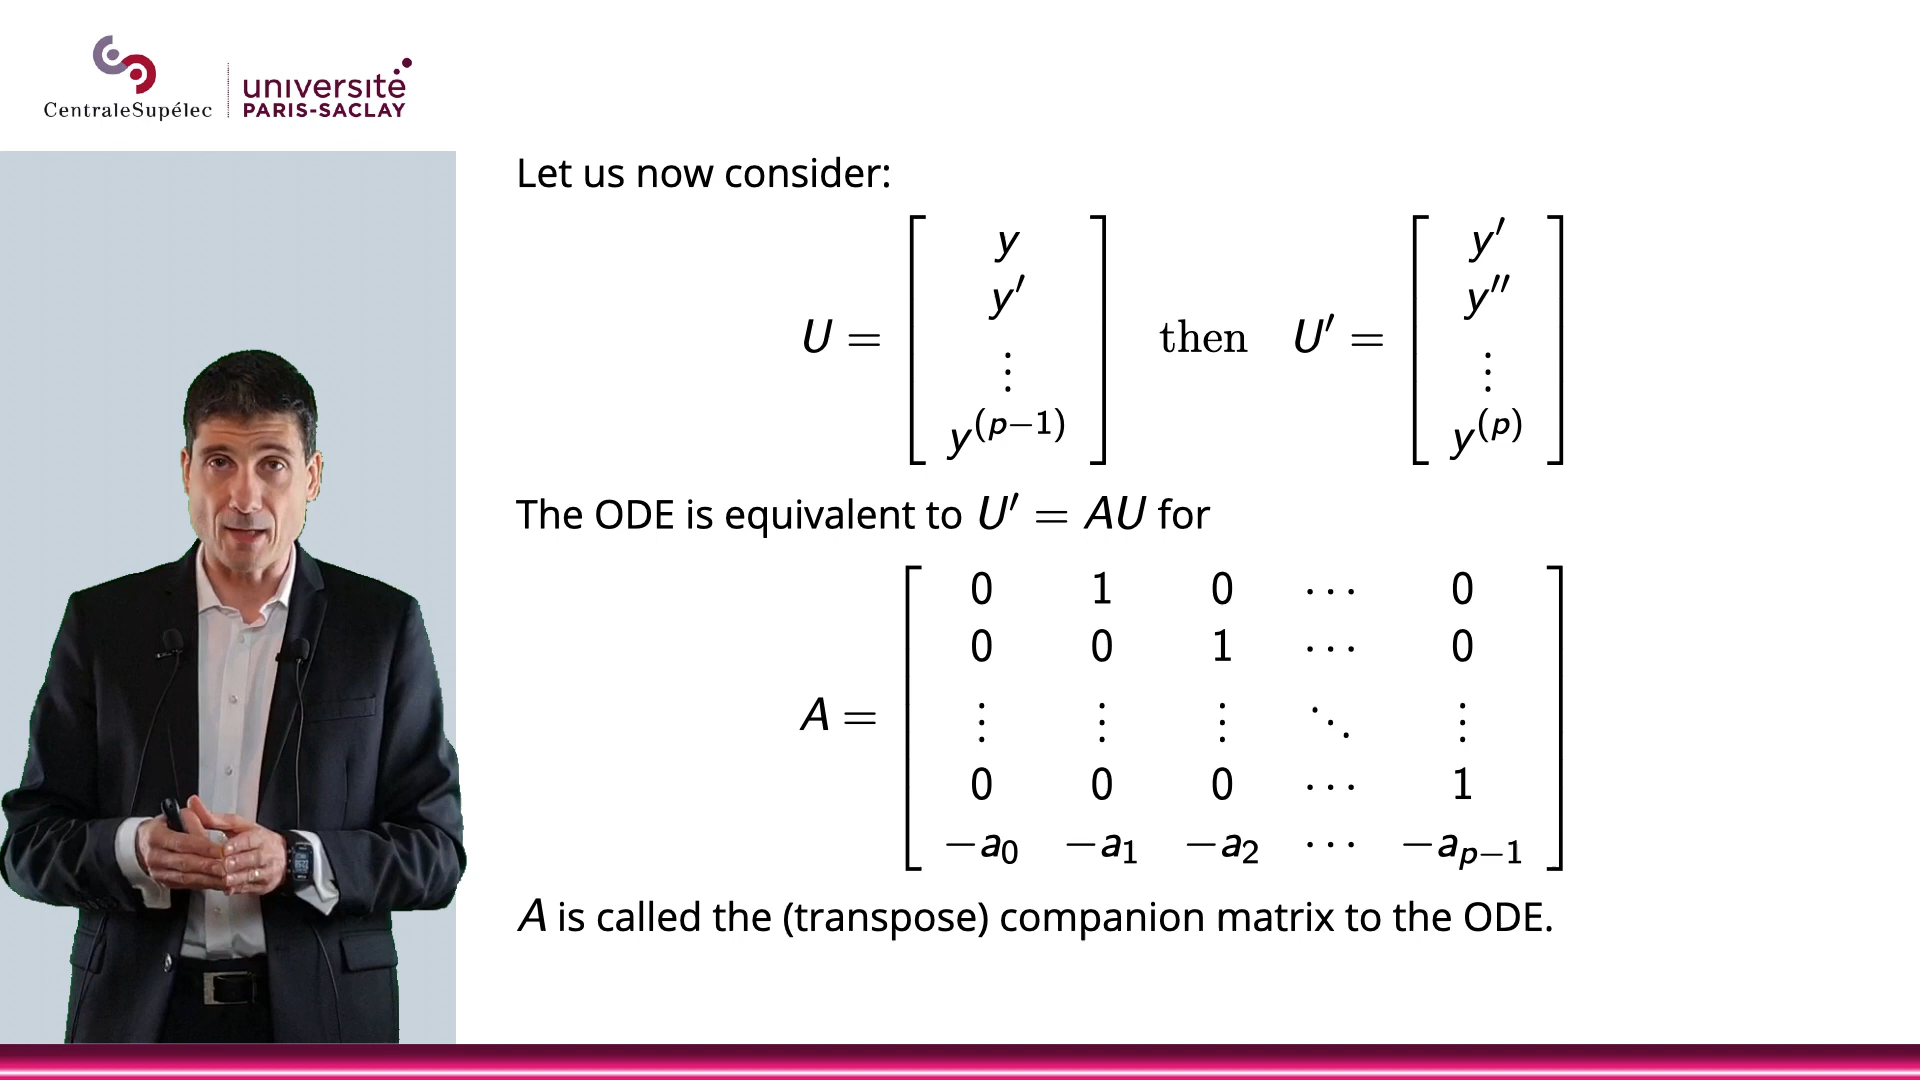 CentraleSupélec
université
PARIS-SACLAY
Let us now consider:
U = [ y y′ ⋮ y^(p−1) ] then U′ = [ y′ y″ ⋮ y^(p) ]
The ODE is equivalent to U′ = AU for
A = [
0 1 0 ⋯ 0
0 0 1 ⋯ 0
⋮ ⋮ ⋮ ⋱ ⋮
0 0 0 ⋯ 1
−a₀ −a₁ −a₂ ⋯ −aₚ₋₁
]
A is called the (transpose) companion matrix to the ODE.